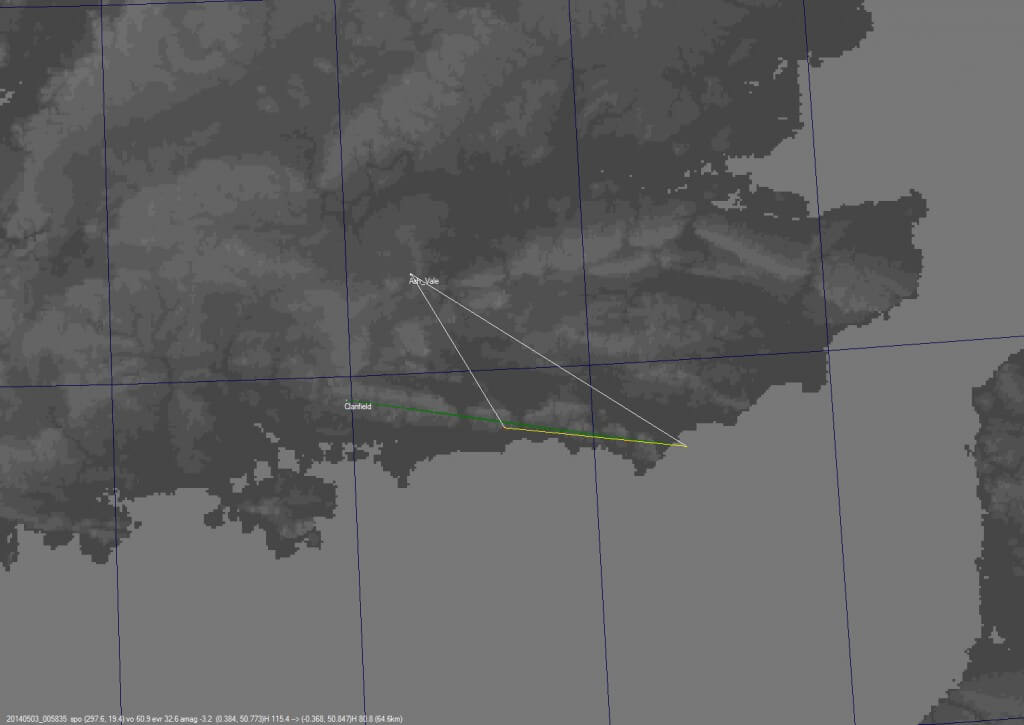 Ash_Vale
Clanfield
20140503_005835 spo (297.6, 19.4) vo 60.9 evr 32.6 amag -3.2 (0.384, 50.773)H 115.4 --> (-0.368, 50.847)H 80.8 (64.6km)